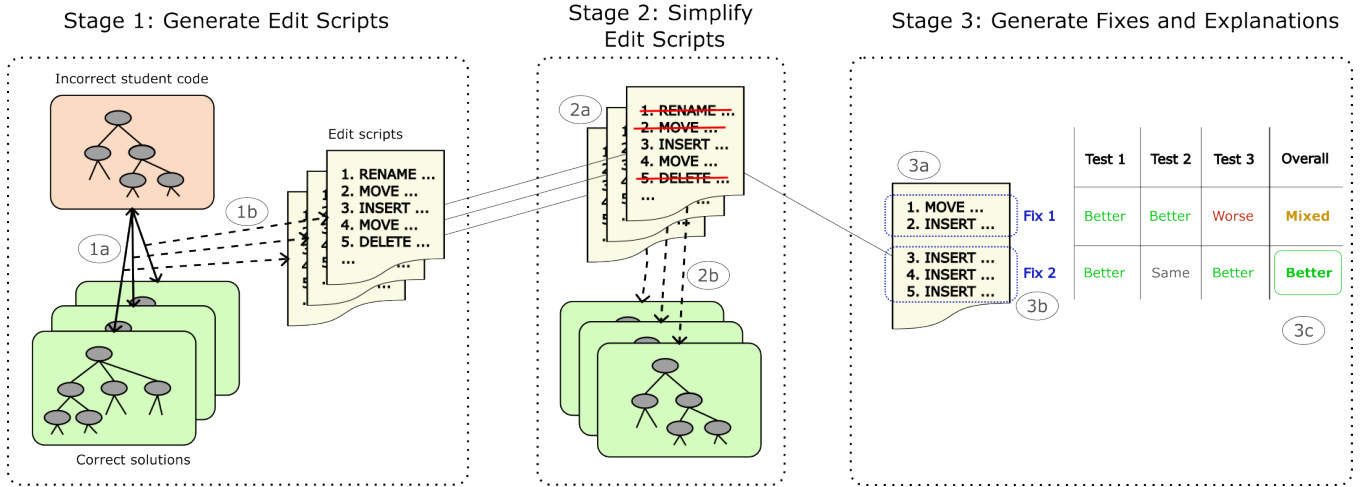 Stage 1: Generate Edit Scripts
Incorrect student code
Edit scripts
1. RENAME ...
2. MOVE ...
3. INSERT ...
4. MOVE ...
5. DELETE ...
...
1a
1b
Correct solutions
Stage 2: Simplify
Edit Scripts
2a
1. RENAME ...
2. MOVE ...
3. INSERT ...
4. MOVE ...
5. DELETE ...
...
2b
Stage 3: Generate Fixes and Explanations
3a
1. MOVE ...
2. INSERT ...
Fix 1
3. INSERT ...
4. INSERT ...
5. INSERT ...
Fix 2
3b
Test 1 Test 2 Test 3 Overall
Better Better Worse Mixed
Better Same Better Better
3c